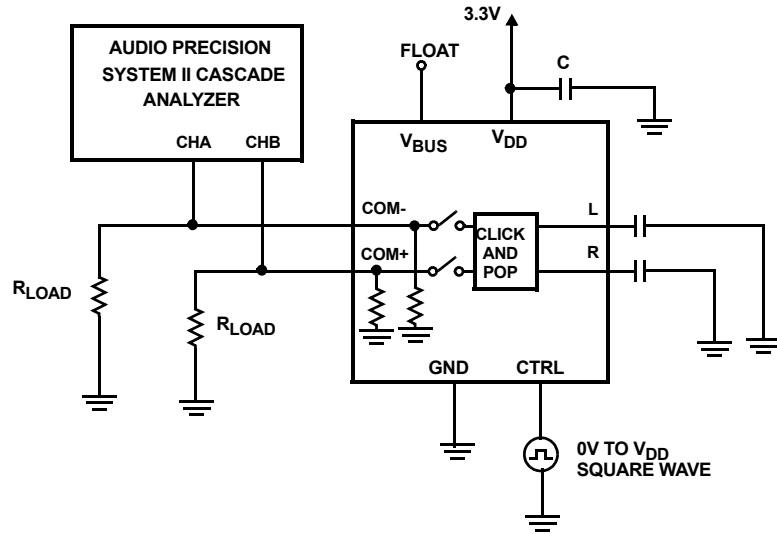 3.3V
AUDIO PRECISION
SYSTEM II CASCADE
ANALYZER
CHA CHB
FLOAT
C
VBUS
VDD
COM-
COM+
CLICK
AND
POP
L
R
RLOAD
RLOAD
GND
CTRL
0V TO VDD
SQUARE WAVE